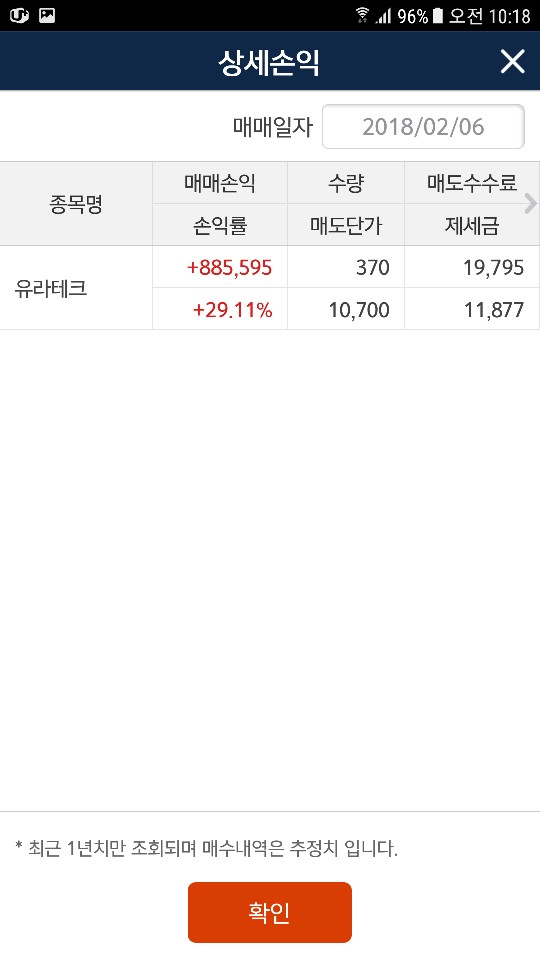 96% 오전 10:18
상세손익
매매일자 2018/02/06
종목명 매매손익 수량 매도수수료
손익률 매도단가 제세금
유라테크 +885,595 370 19,795
+29.11% 10,700 11,877
* 최근 1년치만 조회되며 매수내역은 추정치 입니다.
확인